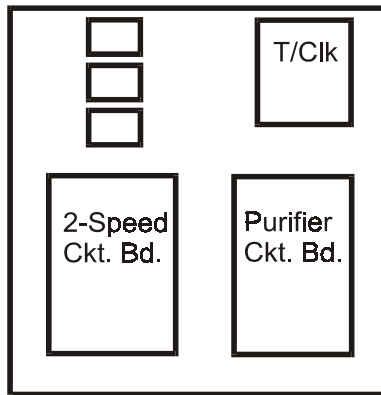 T/Clk
2-Speed
Ckt. Bd.
Purifier
Ckt. Bd.